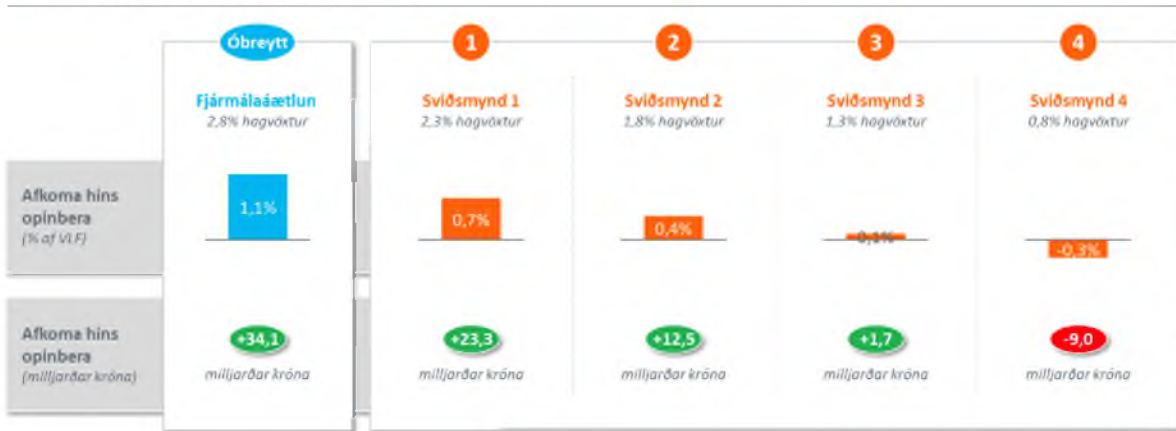 Óbreytt
1
2
3
4
Fjármálaáætlun
2,8% hagvöxtur
Sviðsmynd 1
2,3% hagvöxtur
Sviðsmynd 2
1,8% hagvöxtur
Sviðsmynd 3
1,3% hagvöxtur
Sviðsmynd 4
0,8% hagvöxtur
Afkoma hins
opinbera
(% af VLF)
1,1%
0,7%
0,4%
0,1%
-0,3%
Afkoma hins
opinbera
(milljarðar króna)
+34,1
milljarðar króna
+23,3
milljarðar króna
+12,5
milljarðar króna
+1,7
milljarðar króna
-9,0
milljarðar króna